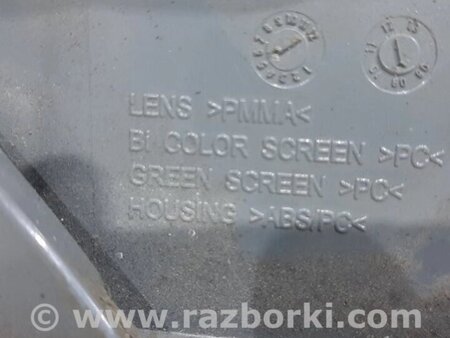 LENS >PMMA<
BI COLOR SCREEN >PC<
GREEN SCREEN >PC<
HOUSING >ABS/PC<
© www.razborki.com